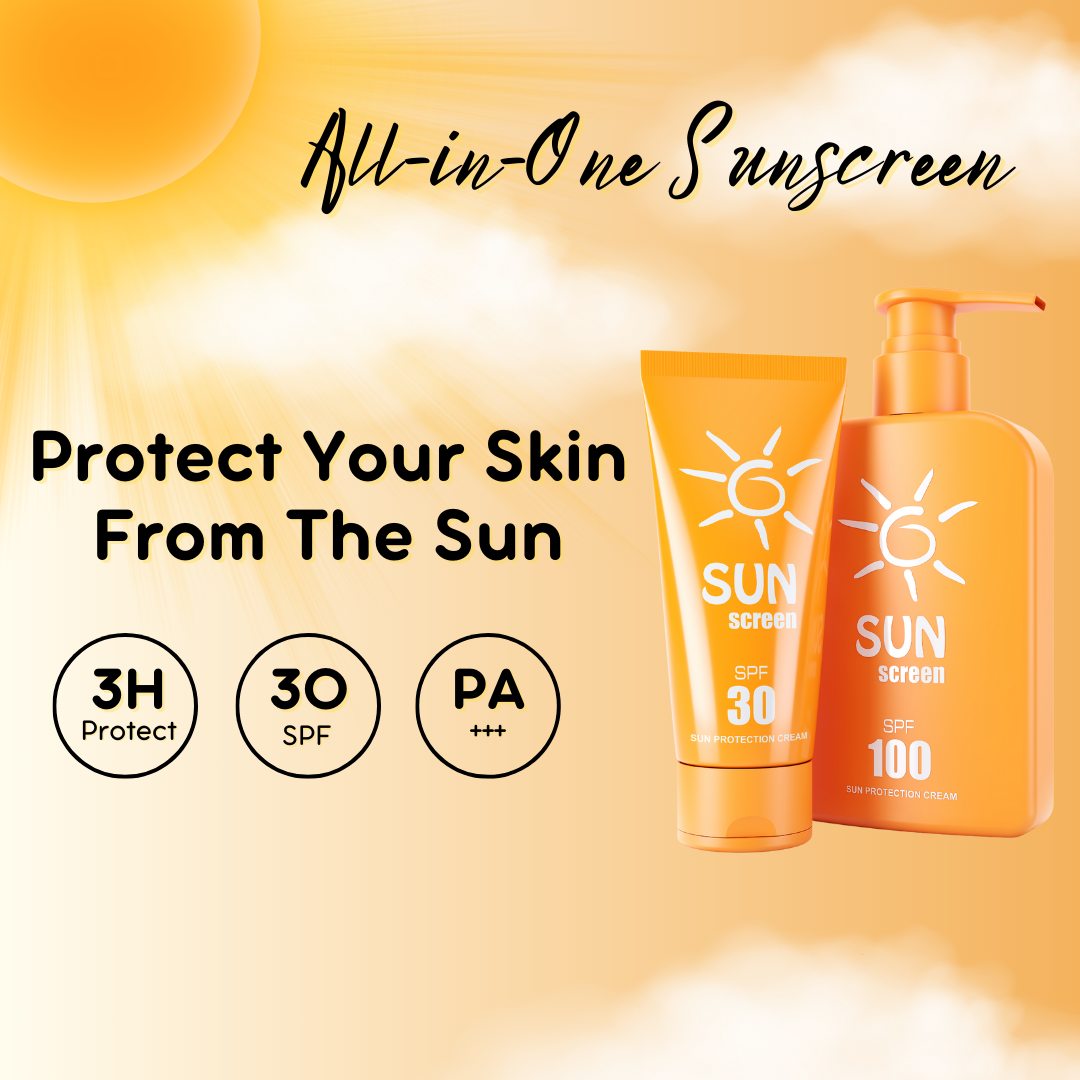 All-in-One Sunscreen
Protect Your Skin
From The Sun
3H
Protect
30
SPF
PA
+++
SUN
screen
SPF
30
SUN PROTECTION CREAM
SUN
screen
SPF
100
SUN PROTECTION CREAM